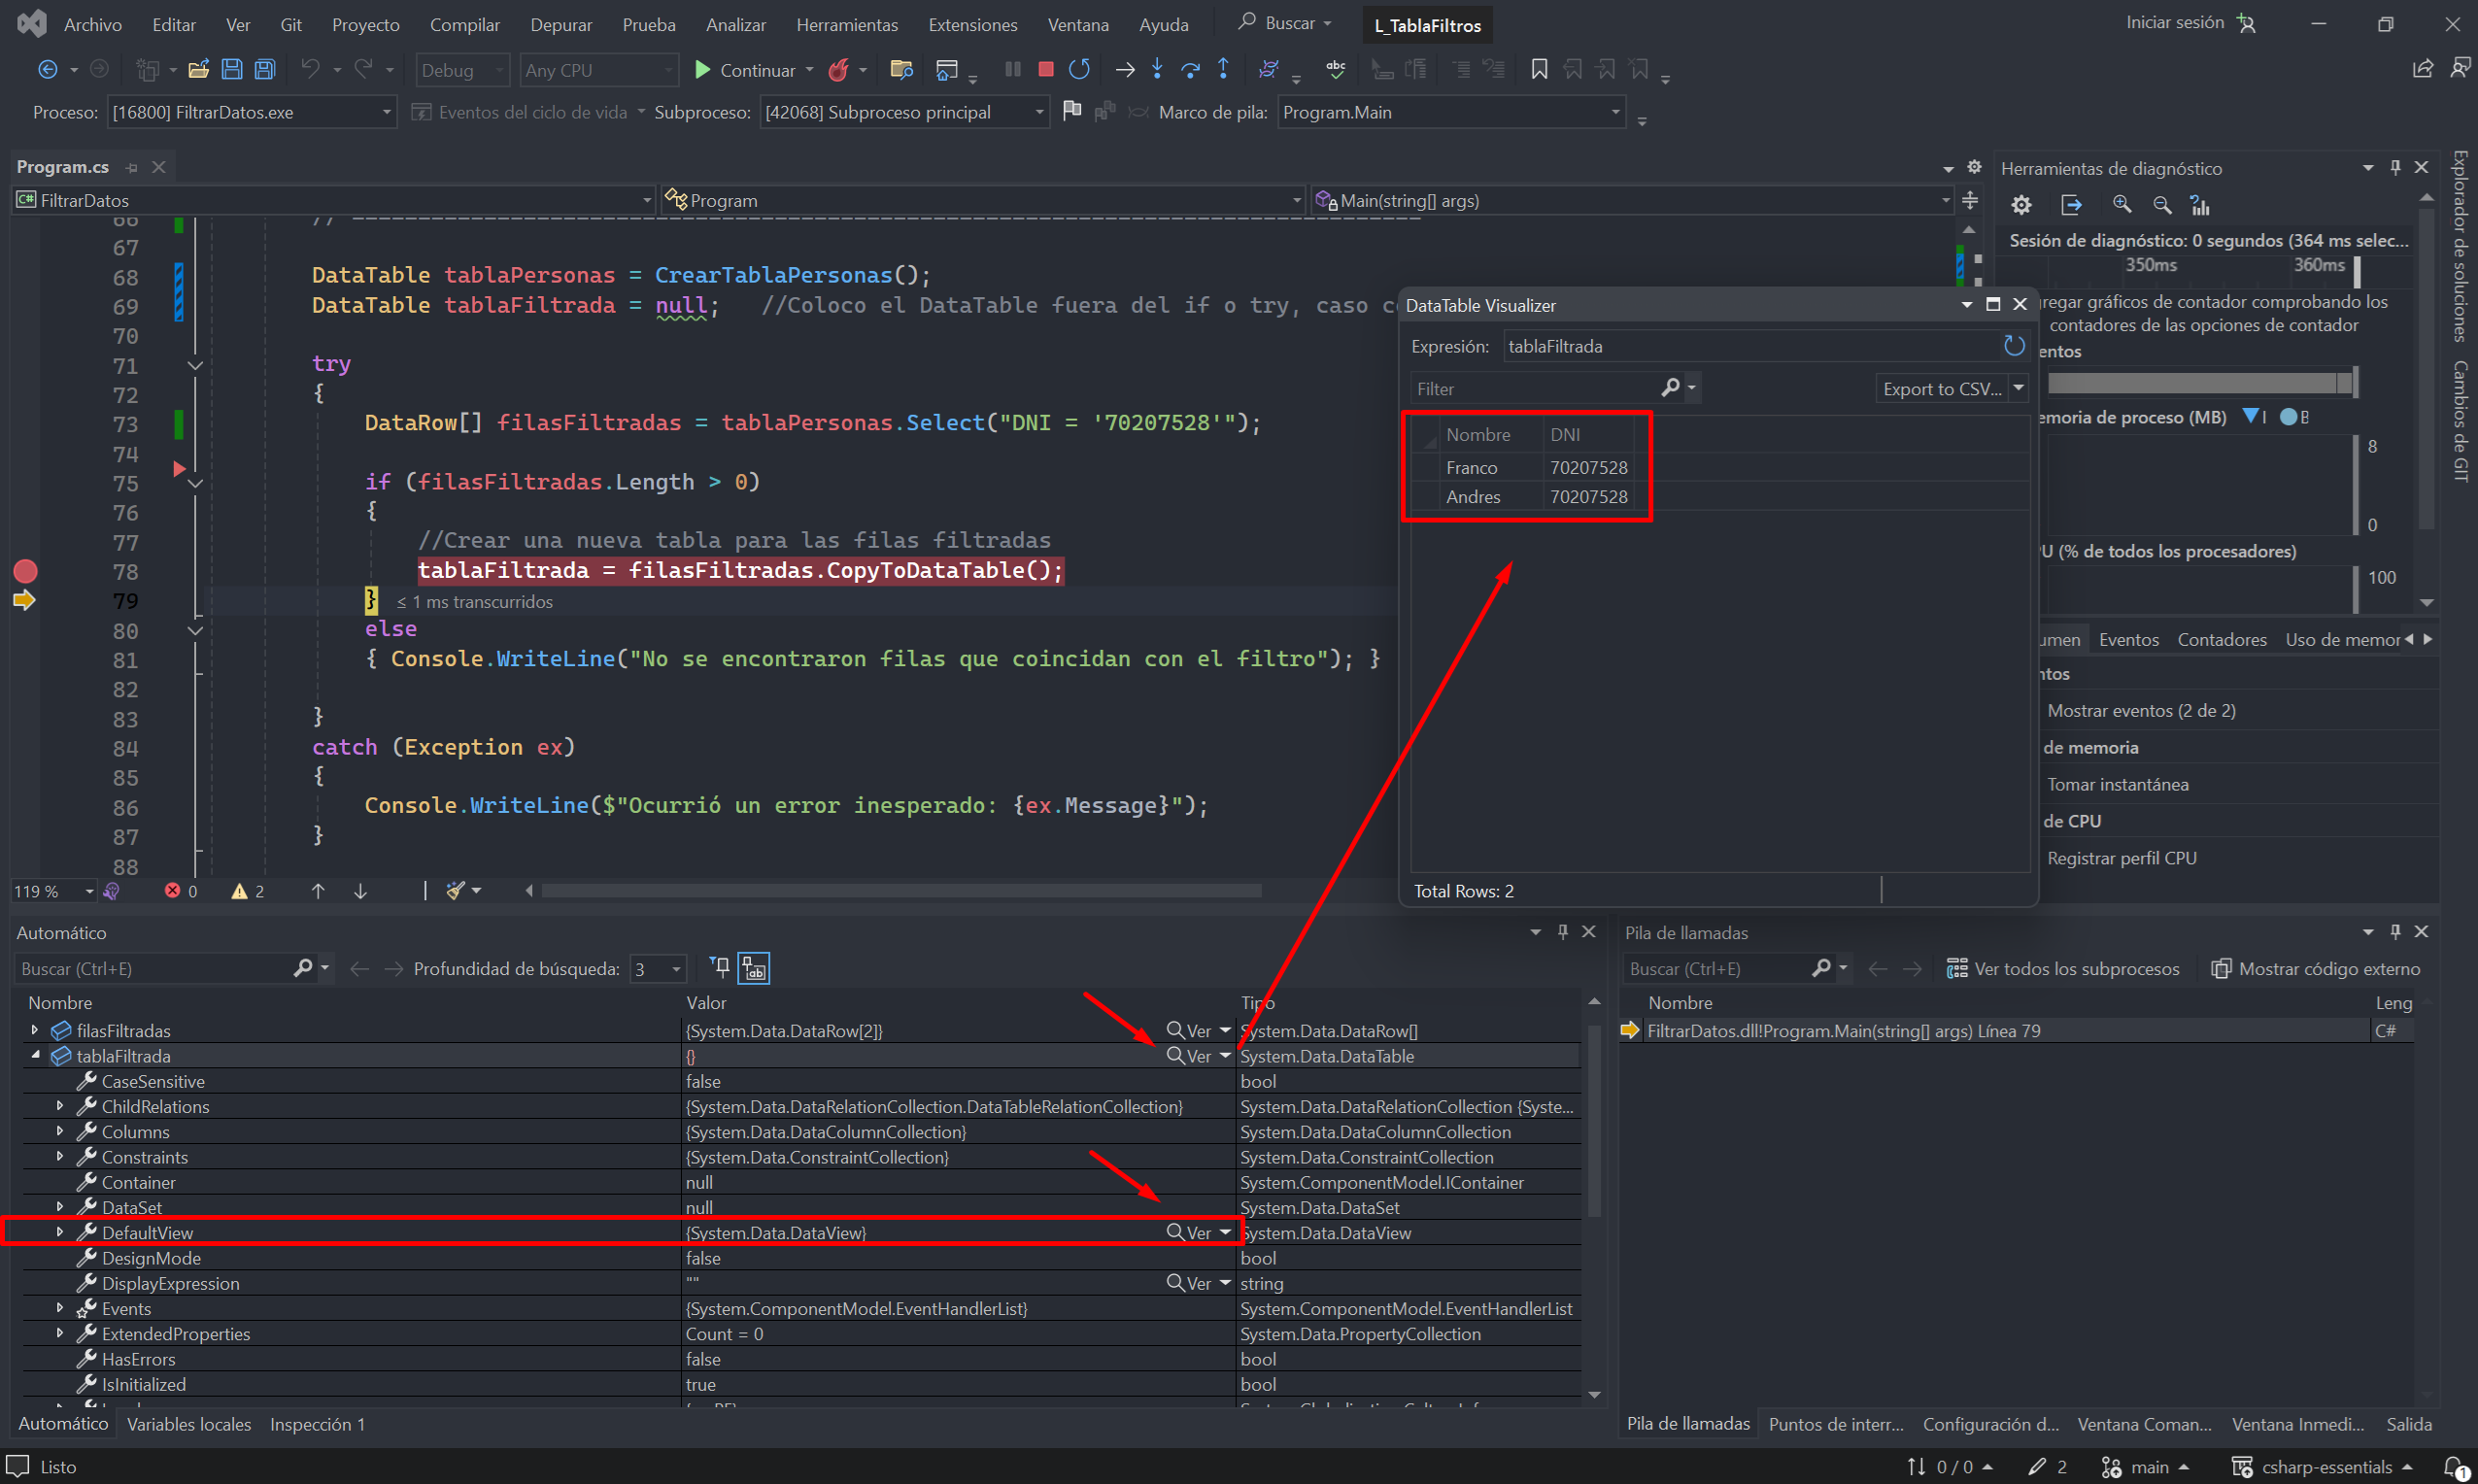 Archivo Editar Ver Git Proyecto Compilar Depurar Prueba Analizar Herramientas Extensiones Ventana Ayuda Buscar L_TablaFiltros Iniciar sesión
Debug Any CPU Continuar
Proceso: [16800] FiltrarDatos.exe Eventos del ciclo de vida Subproceso: [42068] Subproceso principal Marco de pila: Program.Main
Program.cs
C# FiltrarDatos Program Main(string[] args)
66 // ----------------------------------------------------------------
67
68 DataTable tablaPersonas = CrearTablaPersonas();
69 DataTable tablaFiltrada = null; //Coloco el DataTable fuera del if o try, caso
70
71 try
72 {
73 DataRow[] filasFiltradas = tablaPersonas.Select("DNI = '70207528'");
74
75 if (filasFiltradas.Length > 0)
76 {
77 //Crear una nueva tabla para las filas filtradas
78 tablaFiltrada = filasFiltradas.CopyToDataTable();
79 } ≤ 1 ms transcurridos
80 else
81 { Console.WriteLine("No se encontraron filas que coincidan con el filtro"); }
82
83 }
84 catch (Exception ex)
85 {
86 Console.WriteLine($"Ocurrió un error inesperado: {ex.Message}");
87 }
88
119 % 0 2
DataTable Visualizer
Expresión: tablaFiltrada
Filter Export to CSV...
Nombre DNI
Franco 70207528
Andres 70207528
Total Rows: 2
Herramientas de diagnóstico
Sesión de diagnóstico: 0 segundos (364 ms selec...
350ms 360ms
regar gráficos de contador comprobando los
contadores de las opciones de contador
entos
emoria de proceso (MB) I B
8
0
U (% de todos los procesadores)
100
umen Eventos Contadores Uso de memor
ntos
Mostrar eventos (2 de 2)
de memoria
Tomar instantánea
de CPU
Registrar perfil CPU
Explorador de soluciones
Cambios de GIT
Automático
Buscar (Ctrl+E) Profundidad de búsqueda: 3
Nombre Valor Tipo
filasFiltradas {System.Data.DataRow[2]} Ver System.Data.DataRow[]
tablaFiltrada {} Ver System.Data.DataTable
CaseSensitive false bool
ChildRelations {System.Data.DataRelationCollection.DataTableRelationCollection} System.Data.DataRelationCollection {Syste...
Columns {System.Data.DataColumnCollection} System.Data.DataColumnCollection
Constraints {System.Data.ConstraintCollection} System.Data.ConstraintCollection
Container null System.ComponentModel.IContainer
DataSet null System.Data.DataSet
DefaultView {System.Data.DataView} Ver System.Data.DataView
DesignMode false bool
DisplayExpression "" Ver string
Events {System.ComponentModel.EventHandlerList} System.ComponentModel.EventHandlerList
ExtendedProperties Count = 0 System.Data.PropertyCollection
HasErrors false bool
IsInitialized true bool
Automático Variables locales Inspección 1
Pila de llamadas
Buscar (Ctrl+E) Ver todos los subprocesos Mostrar código externo
Nombre Leng
FiltrarDatos.dll!Program.Main(string[] args) Línea 79 C#
Pila de llamadas Puntos de interr... Configuración d... Ventana Coman... Ventana Inmedi... Salida
Listo 0 / 0 2 main csharp-essentials 1